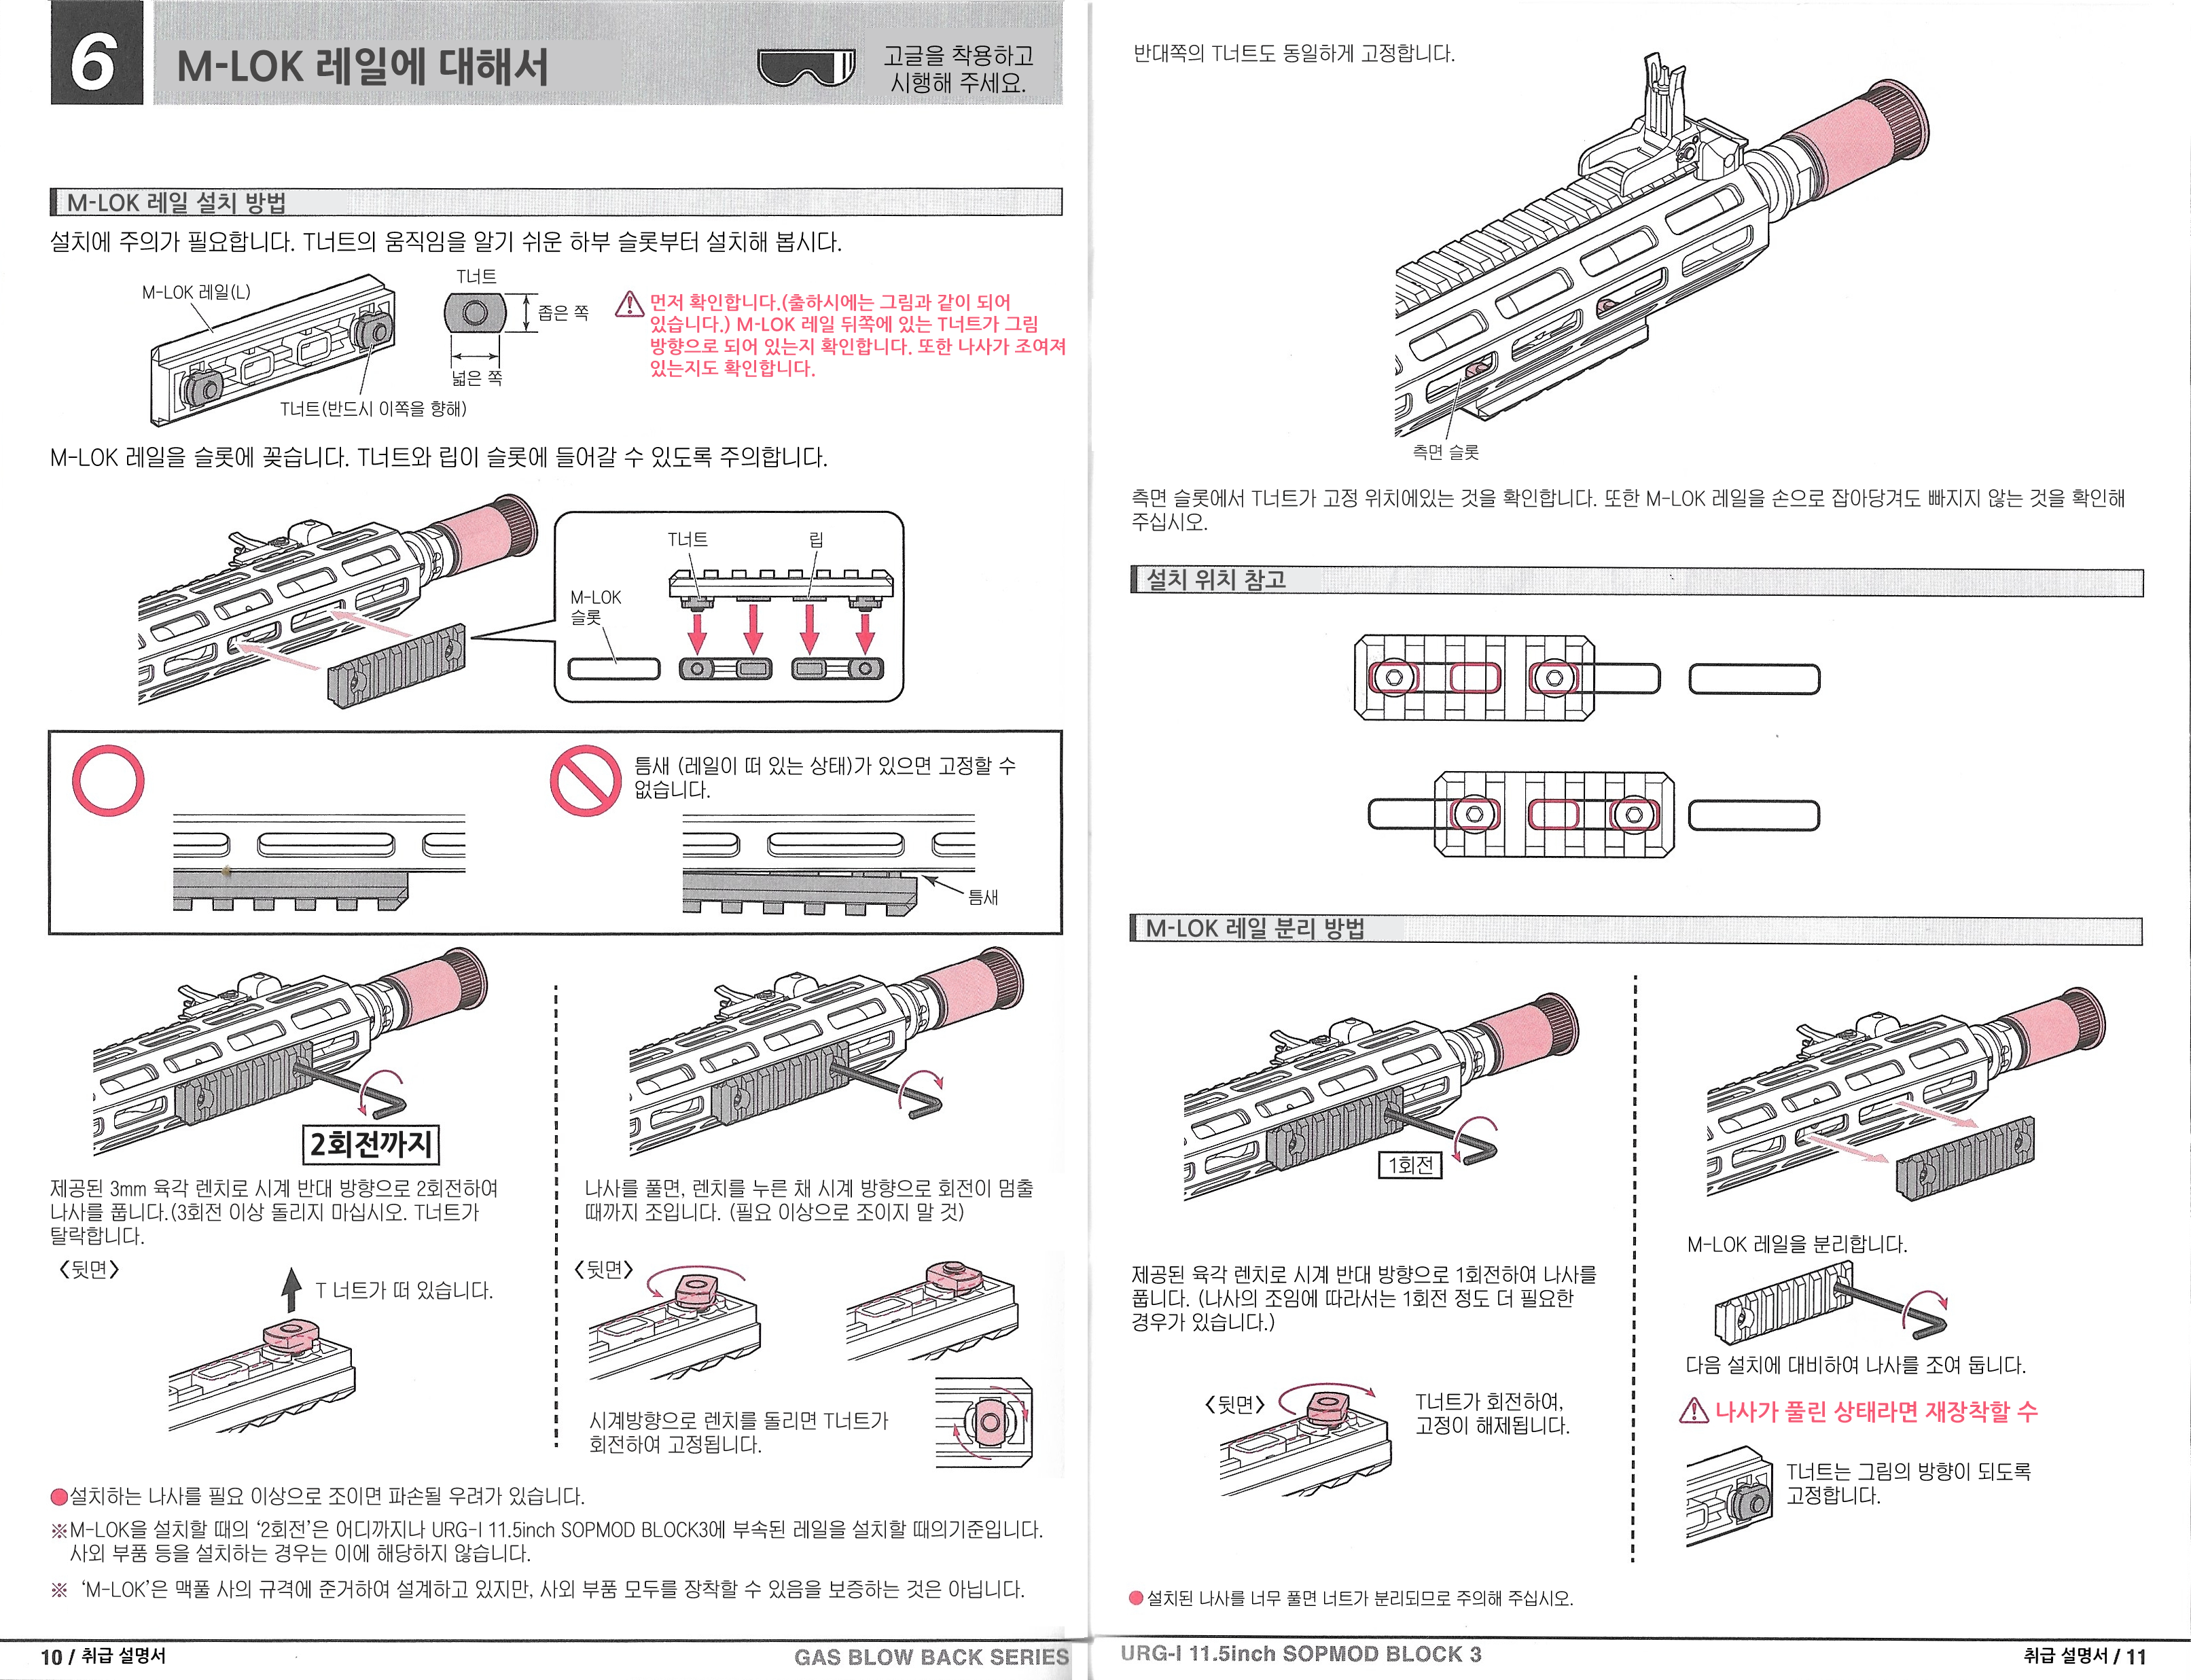 6
M-LOK 레일에 대해서
고글을 착용하고
시행해 주세요.
M-LOK 레일 설치 방법
설치에 주의가 필요합니다. T너트의 움직임을 알기 쉬운 하부 슬롯부터 설치해 봅시다.
M-LOK 레일(L)
T너트
좁은 쪽
넓은 쪽
T너트(반드시 이쪽을 향해)
먼저 확인합니다.(출하시에는 그림과 같이 되어
있습니다.) M-LOK 레일 뒤쪽에 있는 T너트가 그림
방향으로 되어 있는지 확인합니다. 또한 나사가 조여져
있는지도 확인합니다.
M-LOK 레일을 슬롯에 꽂습니다. T너트와 립이 슬롯에 들어갈 수 있도록 주의합니다.
T너트
립
M-LOK
슬롯
틈새 (레일이 떠 있는 상태)가 있으면 고정할 수
없습니다.
틈새
2회전까지
제공된 3mm 육각 렌치로 시계 반대 방향으로 2회전하여
나사를 풉니다.(3회전 이상 돌리지 마십시오. T너트가
탈락합니다.
<뒷면>
T 너트가 떠 있습니다.
나사를 풀면, 렌치를 누른 채 시계 방향으로 회전이 멈출
때까지 조입니다. (필요 이상으로 조이지 말 것)
<뒷면>
시계방향으로 렌치를 돌리면 T너트가
회전하여 고정됩니다.
●설치하는 나사를 필요 이상으로 조이면 파손될 우려가 있습니다.
※M-LOK을 설치할 때의 '2회전'은 어디까지나 URG-I 11.5inch SOPMOD BLOCK3에 부속된 레일을 설치할 때의기준입니다.
사외 부품 등을 설치하는 경우는 이에 해당하지 않습니다.
※ 'M-LOK'은 맥풀 사의 규격에 준거하여 설계하고 있지만, 사외 부품 모두를 장착할 수 있음을 보증하는 것은 아닙니다.
10 / 취급 설명서
GAS BLOW BACK SERIES
반대쪽의 T너트도 동일하게 고정합니다.
측면 슬롯
측면 슬롯에서 T너트가 고정 위치에있는 것을 확인합니다. 또한 M-LOK 레일을 손으로 잡아당겨도 빠지지 않는 것을 확인해
주십시오.
설치 위치 참고
M-LOK 레일 분리 방법
1회전
제공된 육각 렌치로 시계 반대 방향으로 1회전하여 나사를
풉니다. (나사의 조임에 따라서는 1회전 정도 더 필요한
경우가 있습니다.)
<뒷면>
T너트가 회전하여,
고정이 해제됩니다.
M-LOK 레일을 분리합니다.
다음 설치에 대비하여 나사를 조여 둡니다.
나사가 풀린 상태라면 재장착할 수
T너트는 그림의 방향이 되도록
고정합니다.
● 설치된 나사를 너무 풀면 너트가 분리되므로 주의해 주십시오.
URG-I 11.5inch SOPMOD BLOCK 3
취급 설명서 / 11